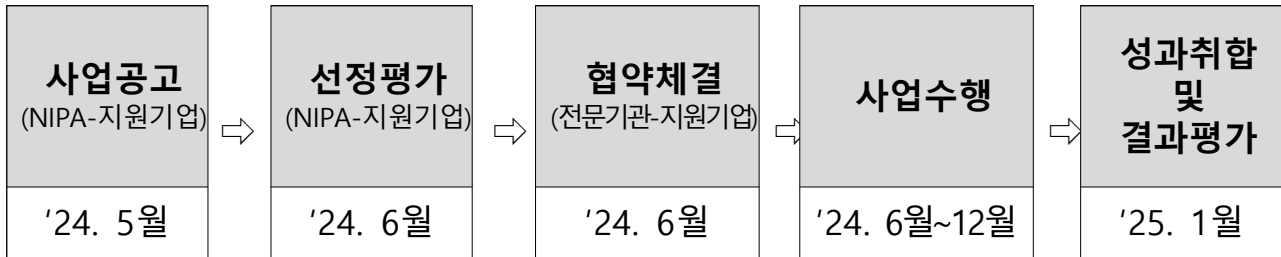 사업공고
(NIPA-지원기업)
'24. 5월
⇨
선정평가
(NIPA-지원기업)
'24. 6월
⇨
협약체결
(전문기관-지원기업)
'24. 6월
⇨
사업수행
'24. 6월~12월
⇨
성과취합
및
결과평가
'25. 1월